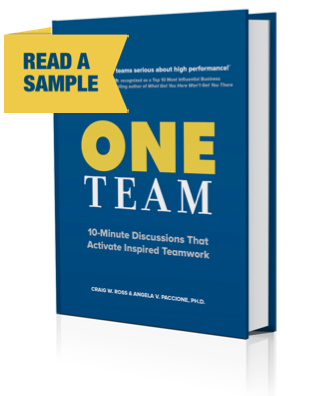 READ A
SAMPLE
teams serious about high performance!"
recognized as a Top 10 Most Influential Business
author of What Got You Here Won't Get You There
ONE
TEAM
10-Minute Discussions That
Activate Inspired Teamwork
CRAIG W. ROSS & ANGELA V. PACCIONE, PH.D.